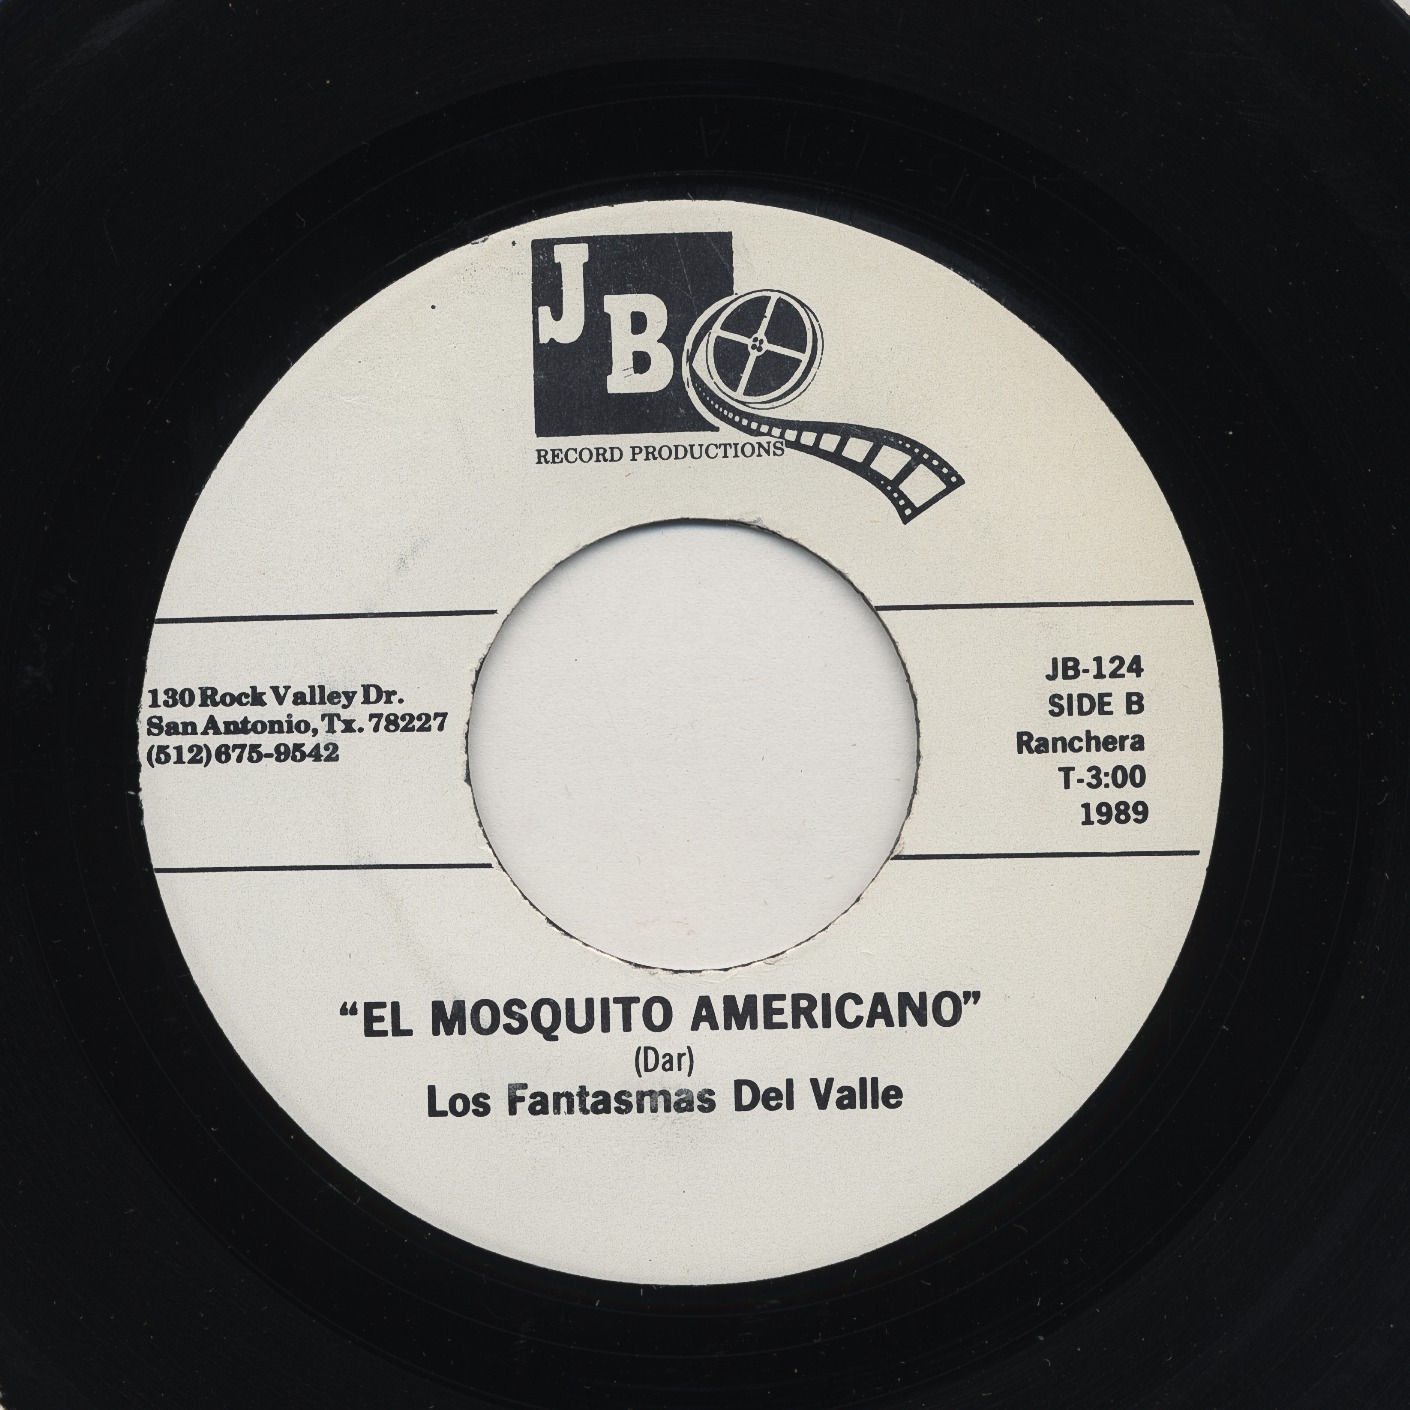 JB
RECORD PRODUCTIONS
130 Rock Valley Dr.
San Antonio, Tx. 78227
(512) 675-9542
JB-124
SIDE B
Ranchera
T-3:00
1989
“EL MOSQUITO AMERICANO”
(Dar)
Los Fantasmas Del Valle